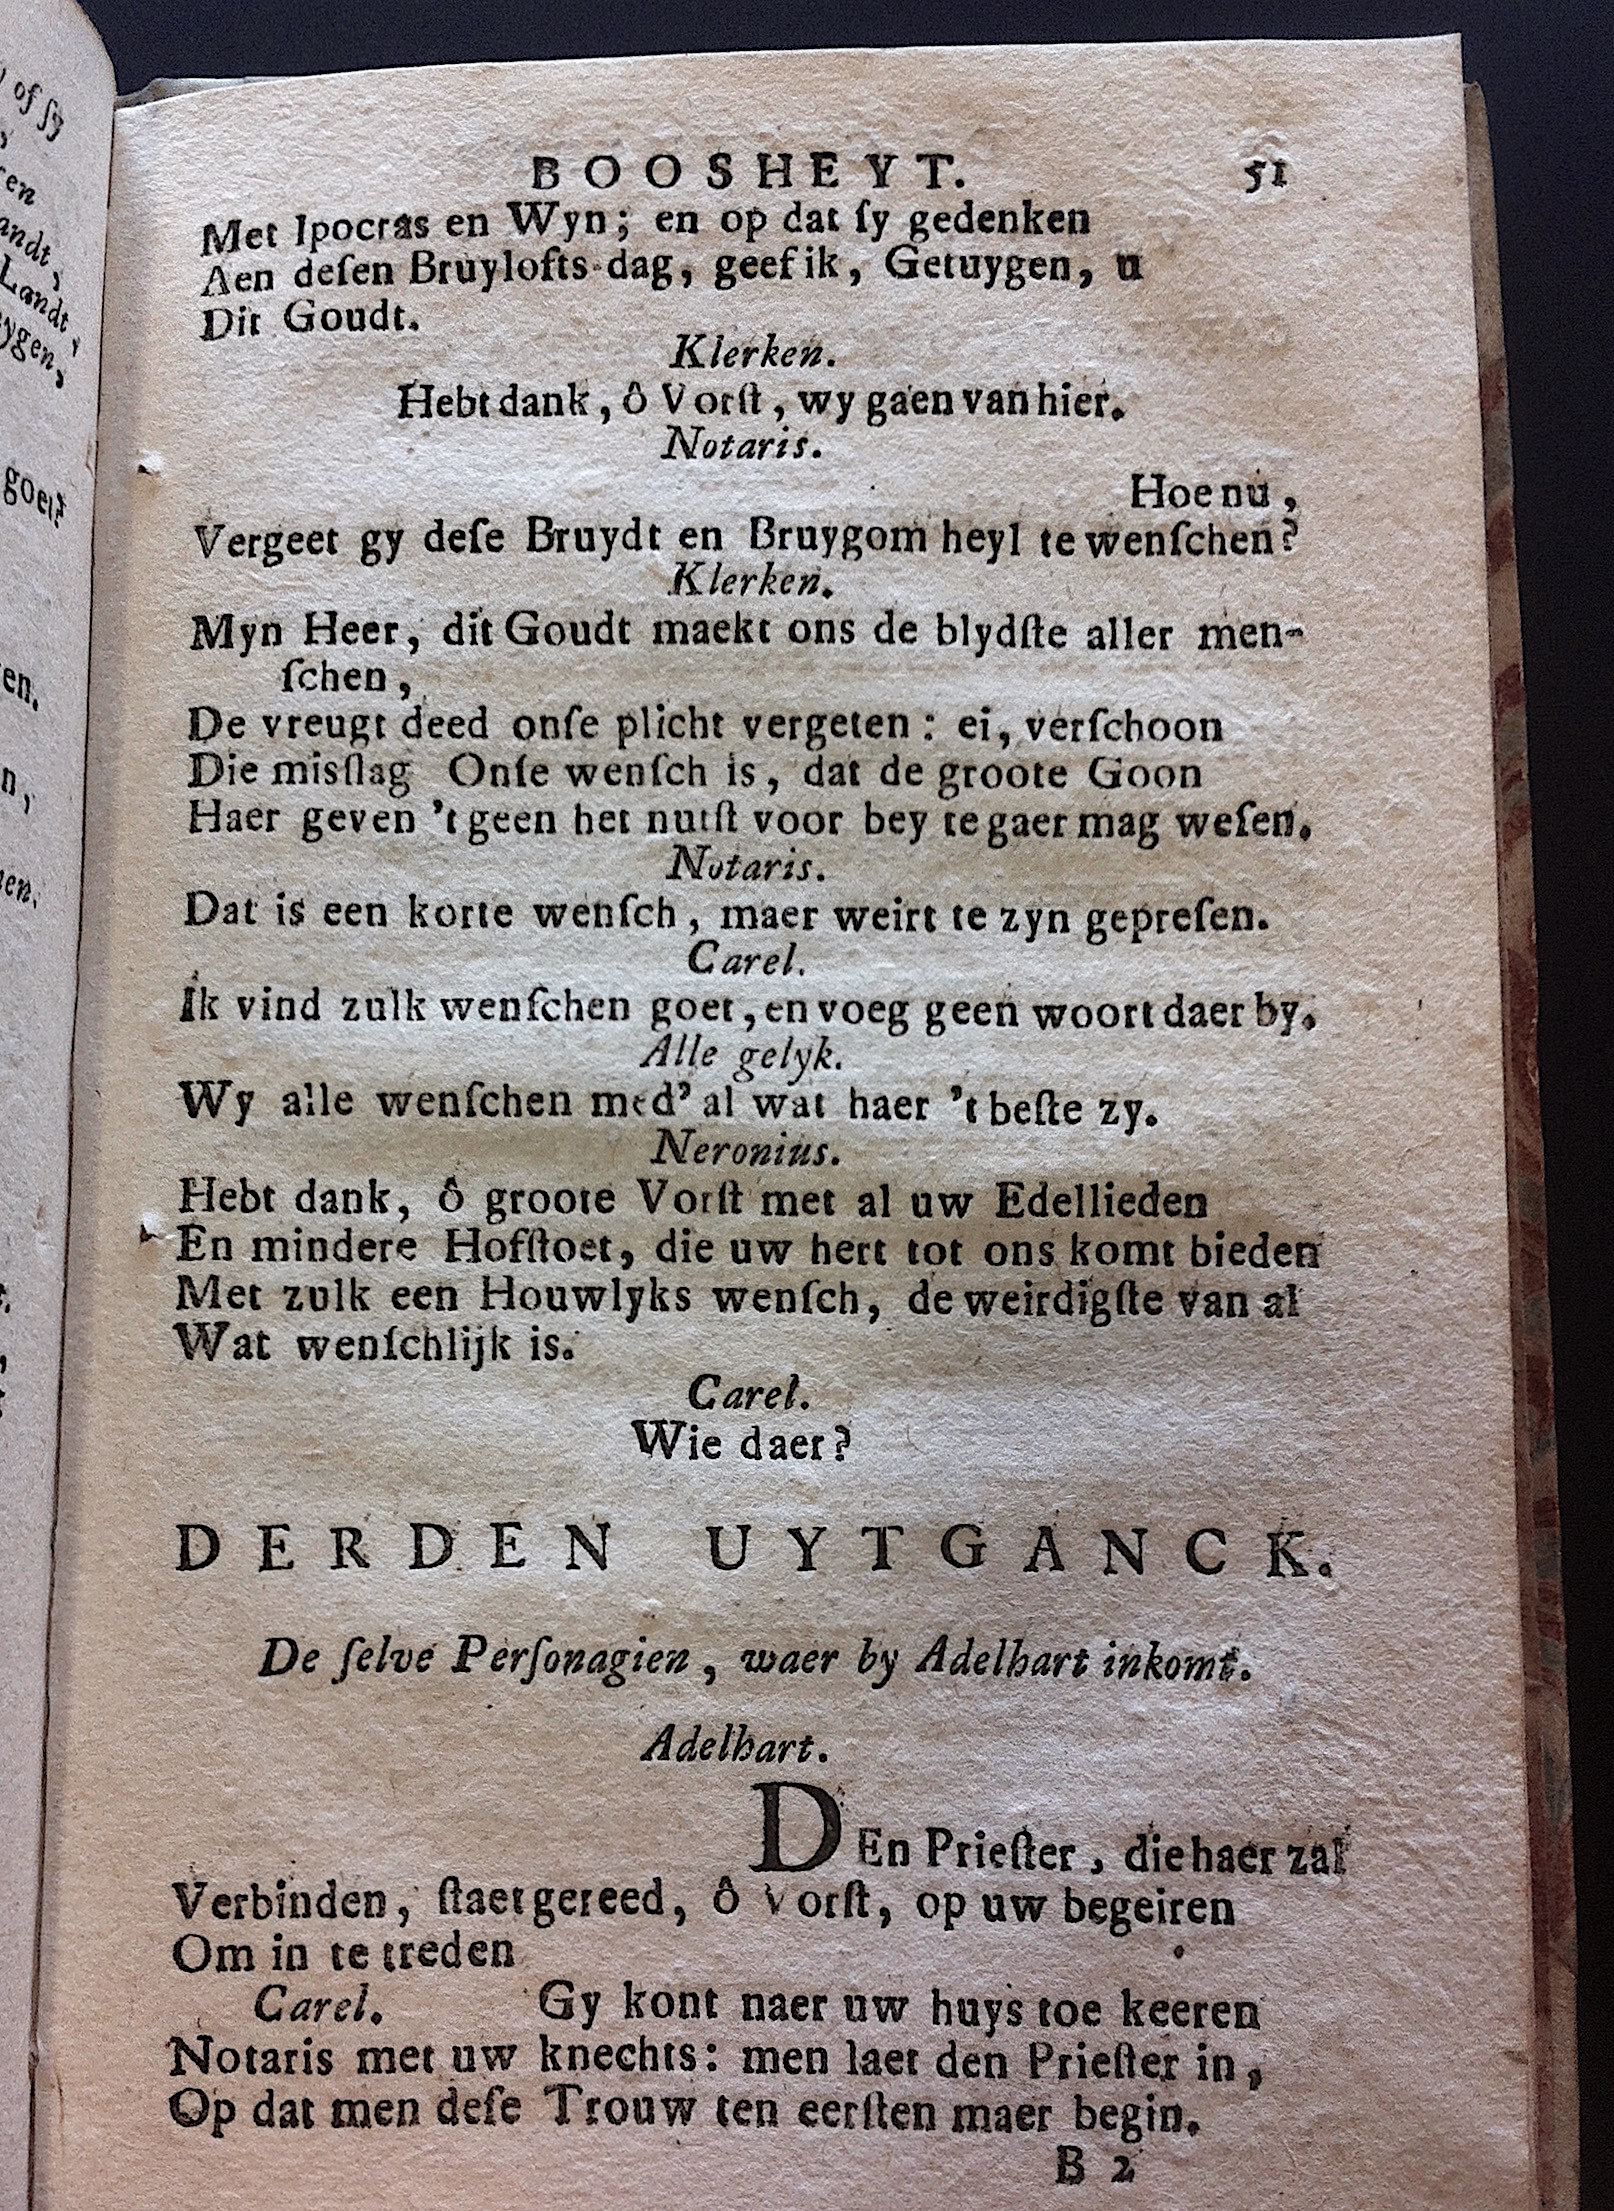 BOOSHEYT. 51
Met Ipocras en Wyn; en op dat ſy gedenken
Aen deſen Bruylofts-dag, geef ik, Getuygen, u
Dit Goudt.
Klerken.
Hebt dank, ô Vorſt, wy gaen van hier.
Notaris.
Hoe nu,
Vergeet gy deſe Bruydt en Bruygom heyl te wenſchen?
Klerken.
Myn Heer, dit Goudt maekt ons de blydſte aller men-
ſchen,
De vreugt deed onſe plicht vergeten: ei, verſchoon
Die misſlag Onſe wenſch is, dat de groote Goon
Haer geven 't geen het nutſt voor bey te gaer mag weſen.
Notaris.
Dat is een korte wenſch, maer weirt te zyn gepreſen.
Carel.
Ik vind zulk wenſchen goet, en voeg geen woort daer by.
Alle gelyk.
Wy alle wenſchen med' al wat haer 't beſte zy.
Neronius.
Hebt dank, ô groote Vorſt met al uw Edellieden
En mindere Hofſtoet, die uw hert tot ons komt bieden
Met zulk een Houwlyks wenſch, de weirdigſte van al
Wat wenſchlijk is.
Carel.
Wie daer?
DERDEN UYTGANCK.
De ſelve Perſonagien, waer by Adelhart inkomt.
Adelhart.
DEn Prieſter, die haer zal
Verbinden, ſtaet gereed, ô Vorſt, op uw begeiren
Om in te treden
Carel. Gy kont naer uw huys toe keeren
Notaris met uw knechts: men laet den Prieſter in,
Op dat men deſe Trouw ten eerſten maer begin.
B 2
of ſy
ren
andt,
Landt,
ygen,
goet?
en.
n,
nen.